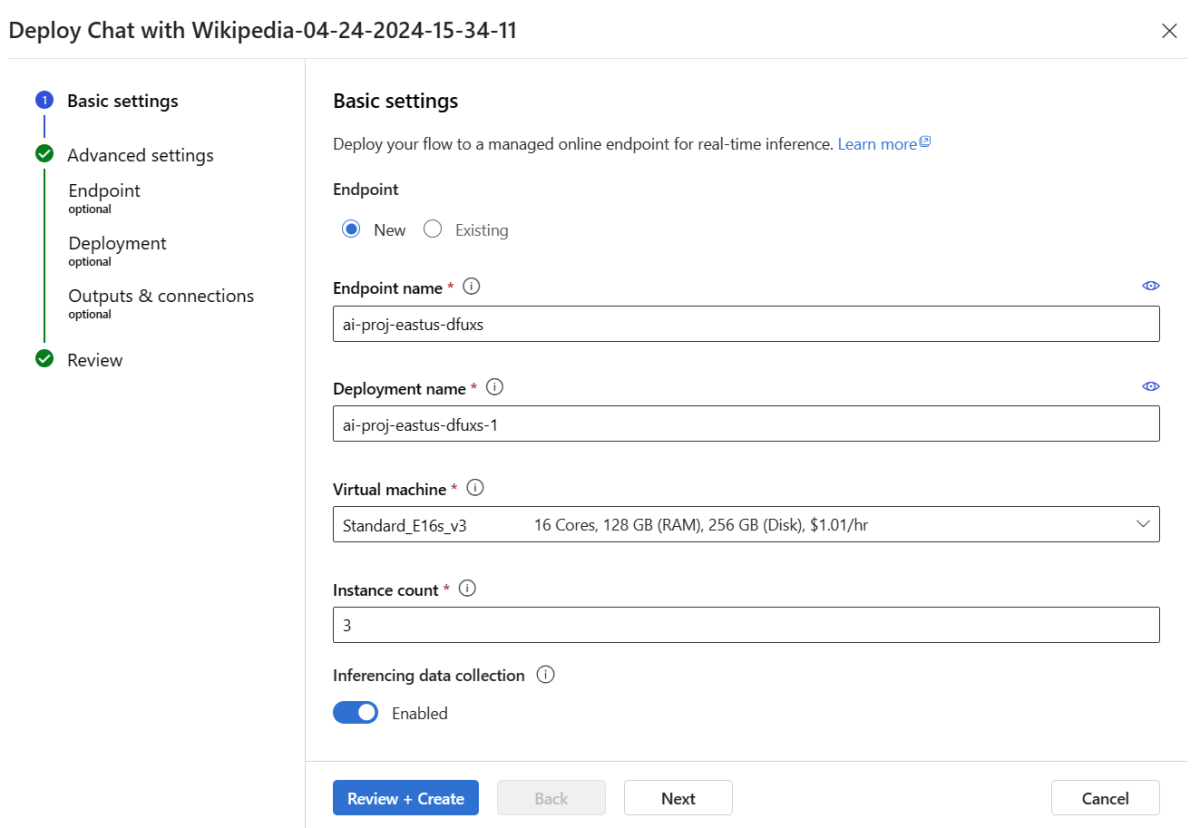 Deploy Chat with Wikipedia-04-24-2024-15-34-11
1 Basic settings
Advanced settings
Endpoint
optional
Deployment
optional
Outputs & connections
optional
Review
Basic settings
Deploy your flow to a managed online endpoint for real-time inference. Learn more
Endpoint
New Existing
Endpoint name *
ai-proj-eastus-dfuxs
Deployment name *
ai-proj-eastus-dfuxs-1
Virtual machine *
Standard_E16s_v3 16 Cores, 128 GB (RAM), 256 GB (Disk), $1.01/hr
Instance count *
3
Inferencing data collection
Enabled
Review + Create Back Next Cancel